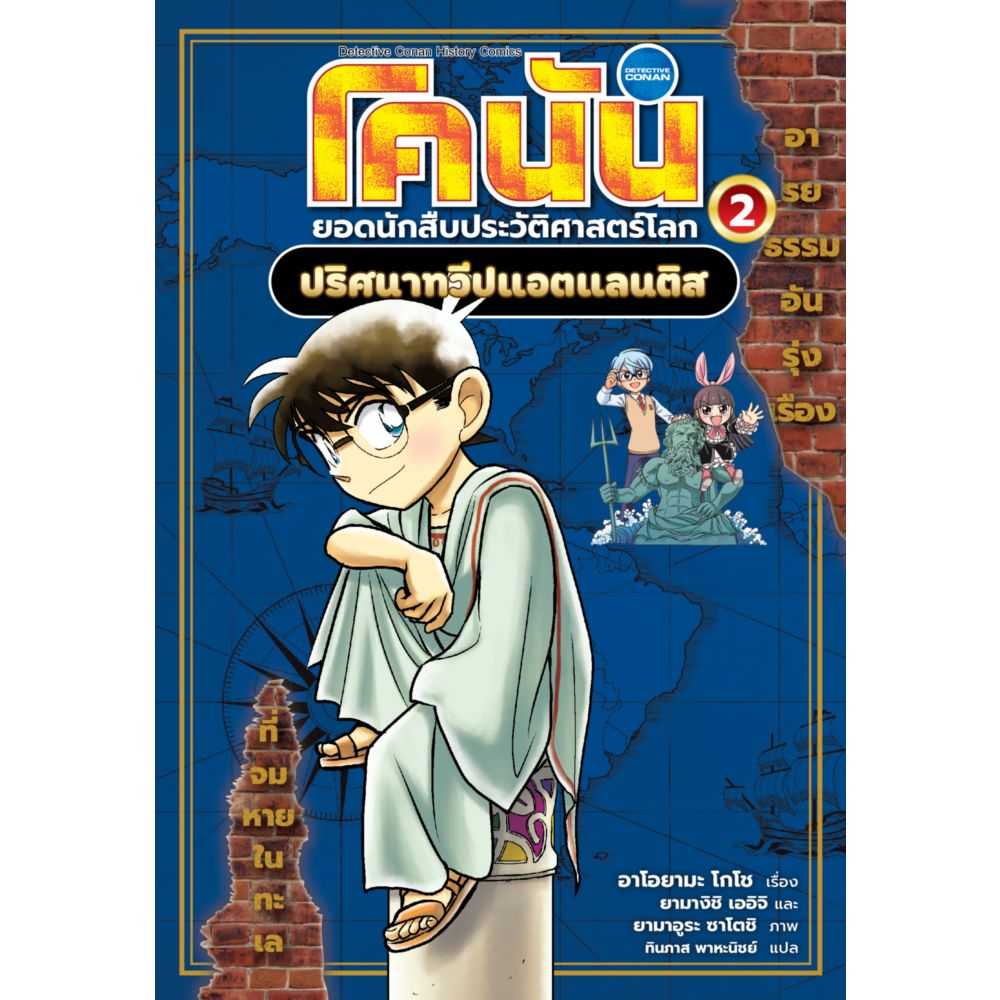 Detective Conan History Comics
โคนัน
DETECTIVE
CONAN
ยอดนักสืบประวัติศาสตร์โลก
2
ปริศนาทวีปแอตแลนติส
อา
รย
ธรรม
อัน
รุ่ง
เรือง
ที่
จม
หาย
ใน
ทะ
เล
อาโอยามะ โกโช เรื่อง
ยามางิชิ เออิจิ และ
ยามาอูระ ซาโตชิ ภาพ
ทินภาส พาหะนิชย์ แปล